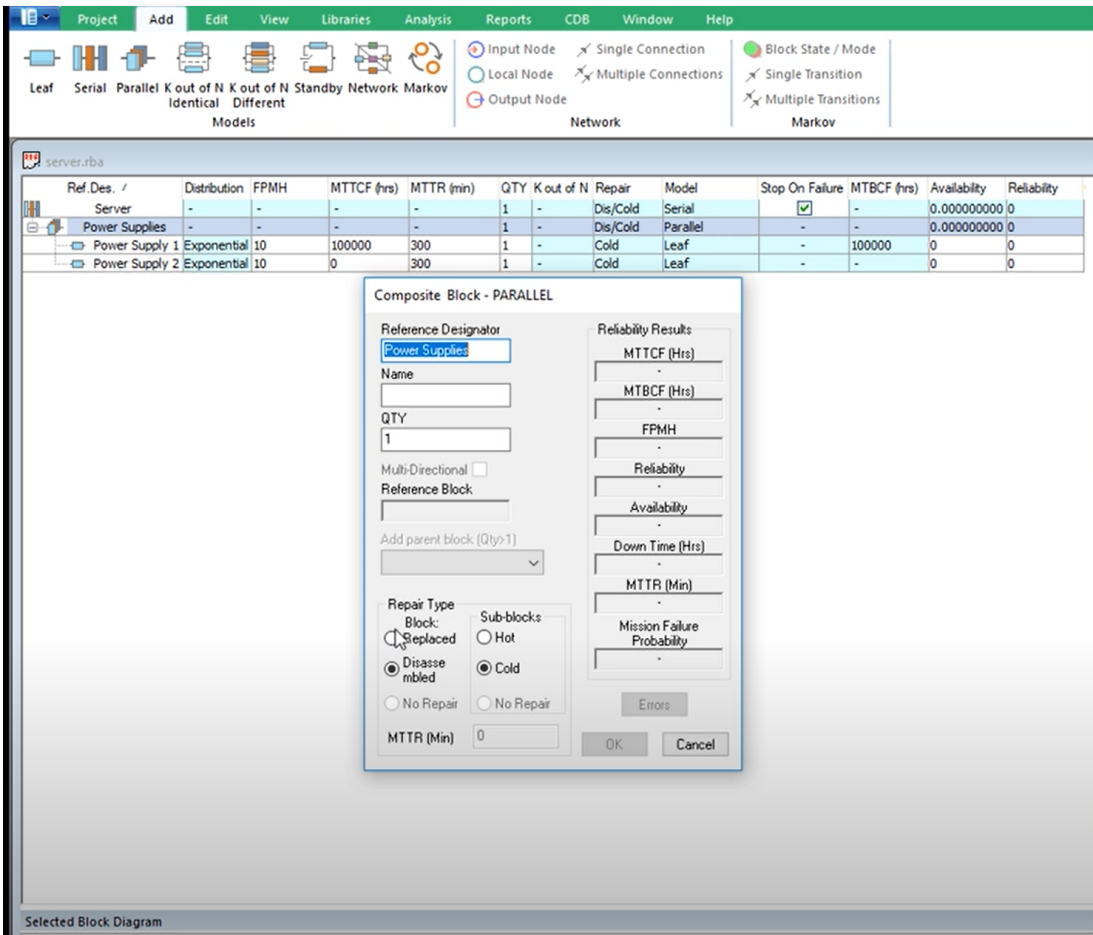 Project Add Edit View Libraries Analysis Reports CDB Window Help
Leaf Serial Parallel K out of N Identical K out of N Different Standby Network Markov
Models
Input Node Single Connection
Local Node Multiple Connections
Output Node
Network
Block State / Mode
Single Transition
Multiple Transitions
Markov
server.rba
Ref.Des. / Distribution FPMH MTTCF (hrs) MTTR (min) QTY K out of N Repair Model Stop On Failure MTBCF (hrs) Availability Reliability
Server - - - - 1 - Dis/Cold Serial - 0.000000000 0
Power Supplies - - - - 1 - Dis/Cold Parallel - - 0.000000000 0
Power Supply 1 Exponential 10 100000 300 1 - Cold Leaf - 100000 0 0
Power Supply 2 Exponential 10 0 300 1 - Cold Leaf - - 0 0
Composite Block - PARALLEL
Reference Designator
Power Supplies
Name
QTY
1
Multi-Directional
Reference Block
Add parent block (Qty>1)
Repair Type
Block:
Replaced
Disasse
mbled
No Repair
Sub-blocks
Hot
Cold
No Repair
MTTR (Min) 0
Reliability Results
MTTCF (Hrs)
-
MTBCF (Hrs)
-
FPMH
-
Reliability
-
Availability
-
Down Time (Hrs)
-
MTTR (Min)
-
Mission Failure
Probability
-
Errors
OK Cancel
Selected Block Diagram